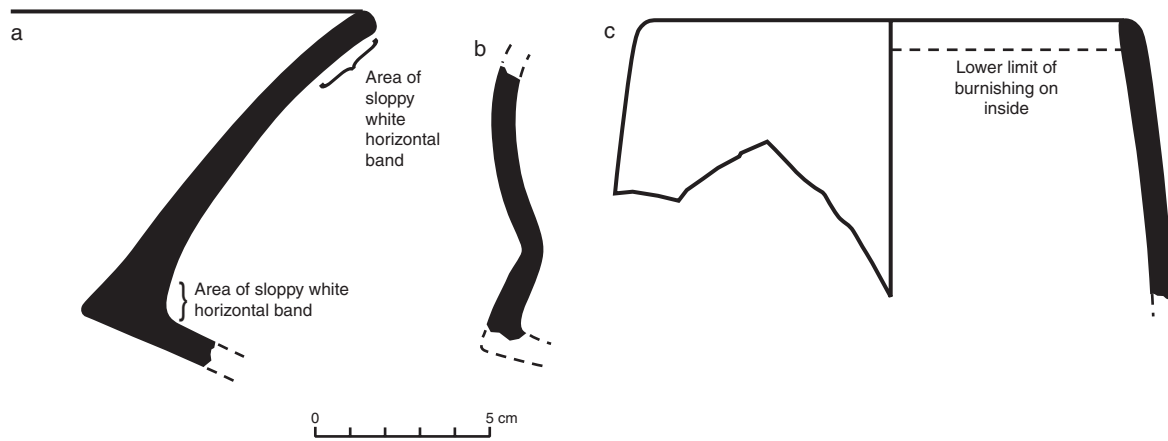 a
Area of
sloppy
white
horizontal
band
Area of sloppy white
horizontal band
b
c
Lower limit of
burnishing on
inside
0
5 cm